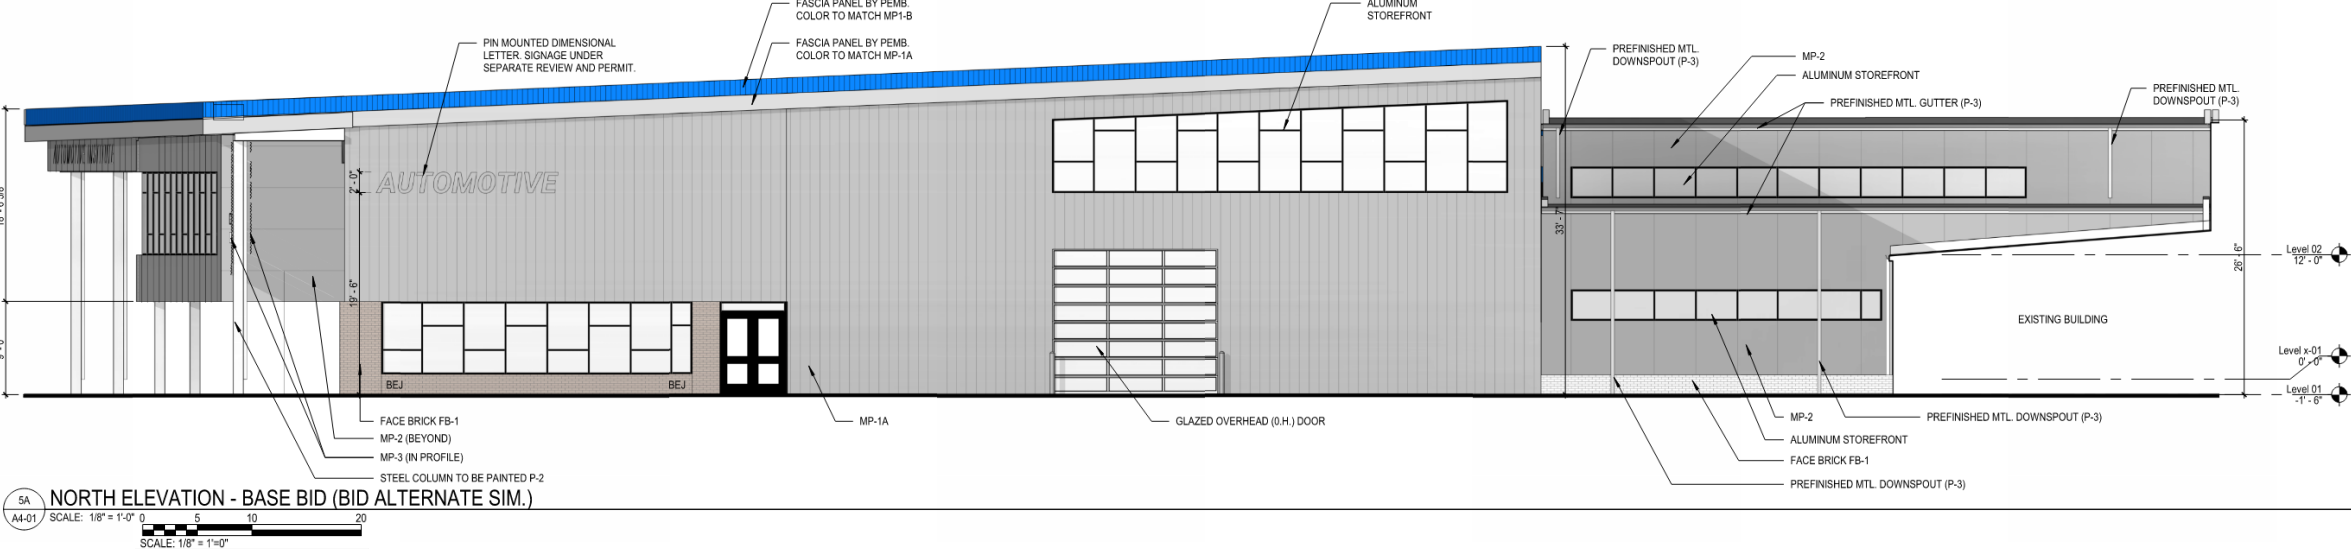 FASCIA PANEL BY PEMB.
COLOR TO MATCH MP1-B
ALUMINUM
STOREFRONT
PIN MOUNTED DIMENSIONAL
LETTER. SIGNAGE UNDER
SEPARATE REVIEW AND PERMIT.
FASCIA PANEL BY PEMB.
COLOR TO MATCH MP-1A
PREFINISHED MTL.
DOWNSPOUT (P-3)
MP-2
ALUMINUM STOREFRONT
PREFINISHED MTL. GUTTER (P-3)
PREFINISHED MTL.
DOWNSPOUT (P-3)
2' - 0"
AUTOMOTIVE
33' - 7"
19' - 6"
26' - 6"
Level 02
12' - 0"
EXISTING BUILDING
Level x-01
0' - 0"
Level 01
-1' - 6"
BEJ
BEJ
FACE BRICK FB-1
MP-2 (BEYOND)
MP-3 (IN PROFILE)
STEEL COLUMN TO BE PAINTED P-2
MP-1A
GLAZED OVERHEAD (O.H.) DOOR
MP-2
PREFINISHED MTL. DOWNSPOUT (P-3)
ALUMINUM STOREFRONT
FACE BRICK FB-1
PREFINISHED MTL. DOWNSPOUT (P-3)
5A
A4-01
NORTH ELEVATION - BASE BID (BID ALTERNATE SIM.)
SCALE: 1/8" = 1'-0"
0 5 10 20
SCALE: 1/8" = 1'=0"